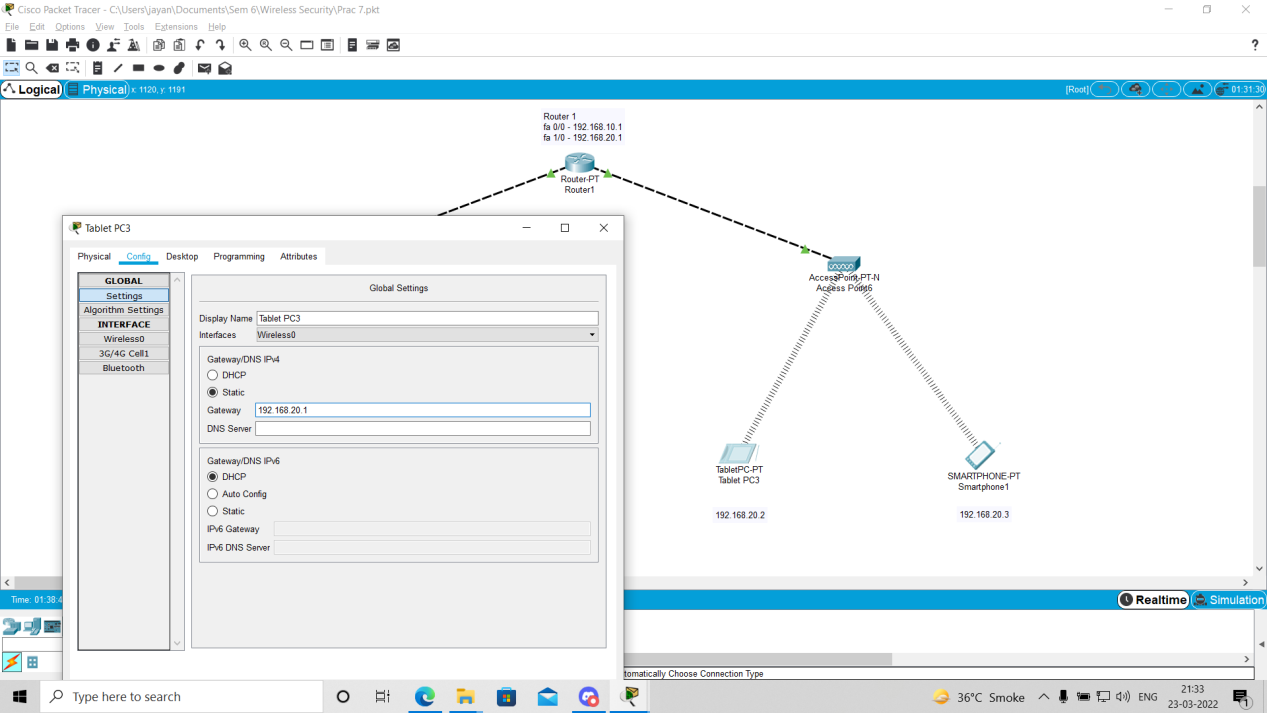 Cisco Packet Tracer - C:\Users\jayan\Documents\Sem 6\Wireless Security\Prac 7.pkt
File Edit Options View Tools Extensions Help
?
Logical Physical x: 1120, y: 1191
[Root] 01:31:30
Router 1
fa 0/0 - 192.168.10.1
fa 1/0 - 192.168.20.1
Router-PT
Router1
AccessPoint-PT-N
Access Point6
TabletPC-PT
Tablet PC3
192.168.20.2
SMARTPHONE-PT
Smartphone1
192.168.20.3
Tablet PC3
Physical Config Desktop Programming Attributes
GLOBAL
Settings
Algorithm Settings
INTERFACE
Wireless0
3G/4G Cell1
Bluetooth
Global Settings
Display Name Tablet PC3
Interfaces Wireless0
Gateway/DNS IPv4
DHCP
Static
Gateway 192.168.20.1
DNS Server
Gateway/DNS IPv6
DHCP
Auto Config
Static
IPv6 Gateway
IPv6 DNS Server
Time: 01:38:4
Realtime Simulation
tomatically Choose Connection Type
Type here to search
36°C Smoke
ENG
21:33
23-03-2022
1